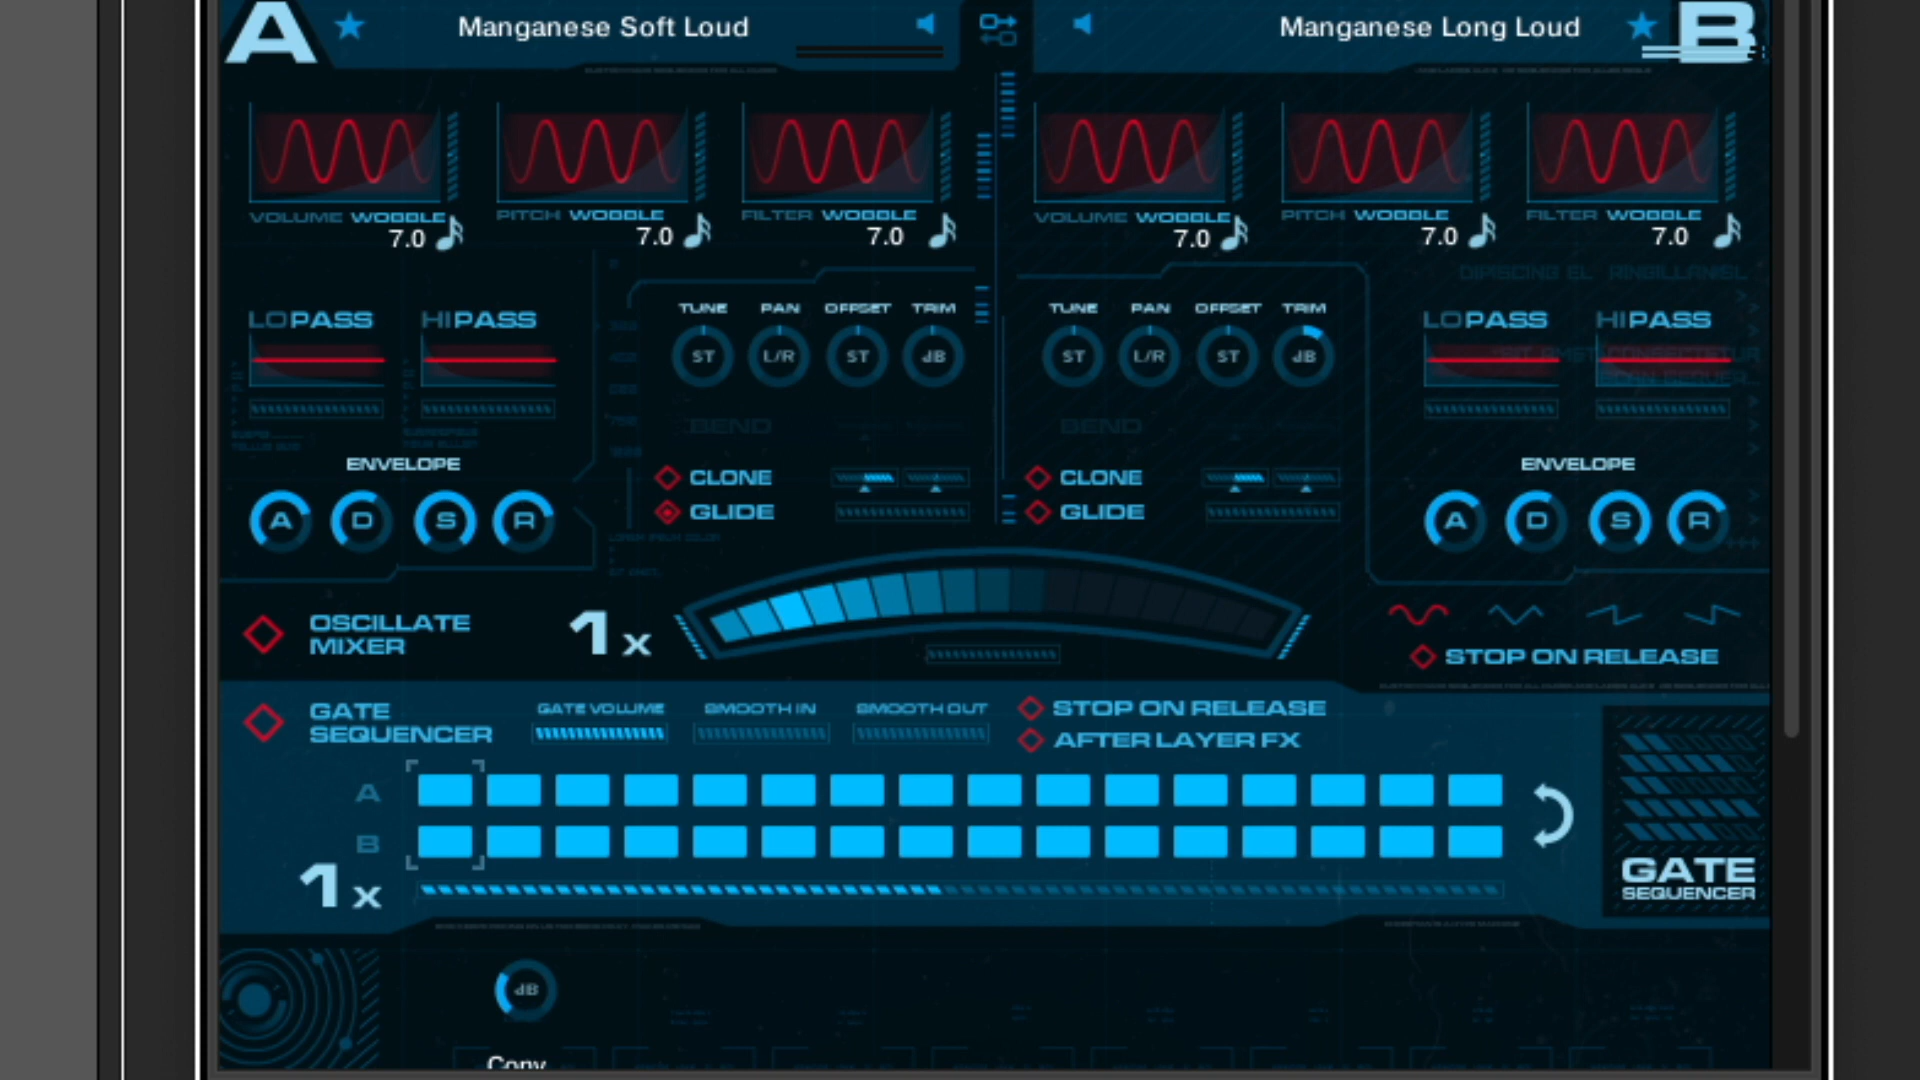 A Manganese Soft Loud Manganese Long Loud B
VOLUME WOBBLE PITCH WOBBLE FILTER WOBBLE VOLUME WOBBLE PITCH WOBBLE FILTER WOBBLE
7.0 7.0 7.0 7.0 7.0 7.0
LOPASS HIPASS TUNE PAN OFFSET TRIM TUNE PAN OFFSET TRIM LOPASS HIPASS
ST L/R ST dB ST L/R ST dB
BEND BEND
ENVELOPE CLONE CLONE ENVELOPE
A D S R GLIDE GLIDE A D S R
OSCILLATE
MIXER
1x
STOP ON RELEASE
GATE
SEQUENCER
GATE VOLUME SMOOTH IN SMOOTH OUT STOP ON RELEASE
AFTER LAYER FX
A
B
1x
GATE
SEQUENCER
dB
Copy